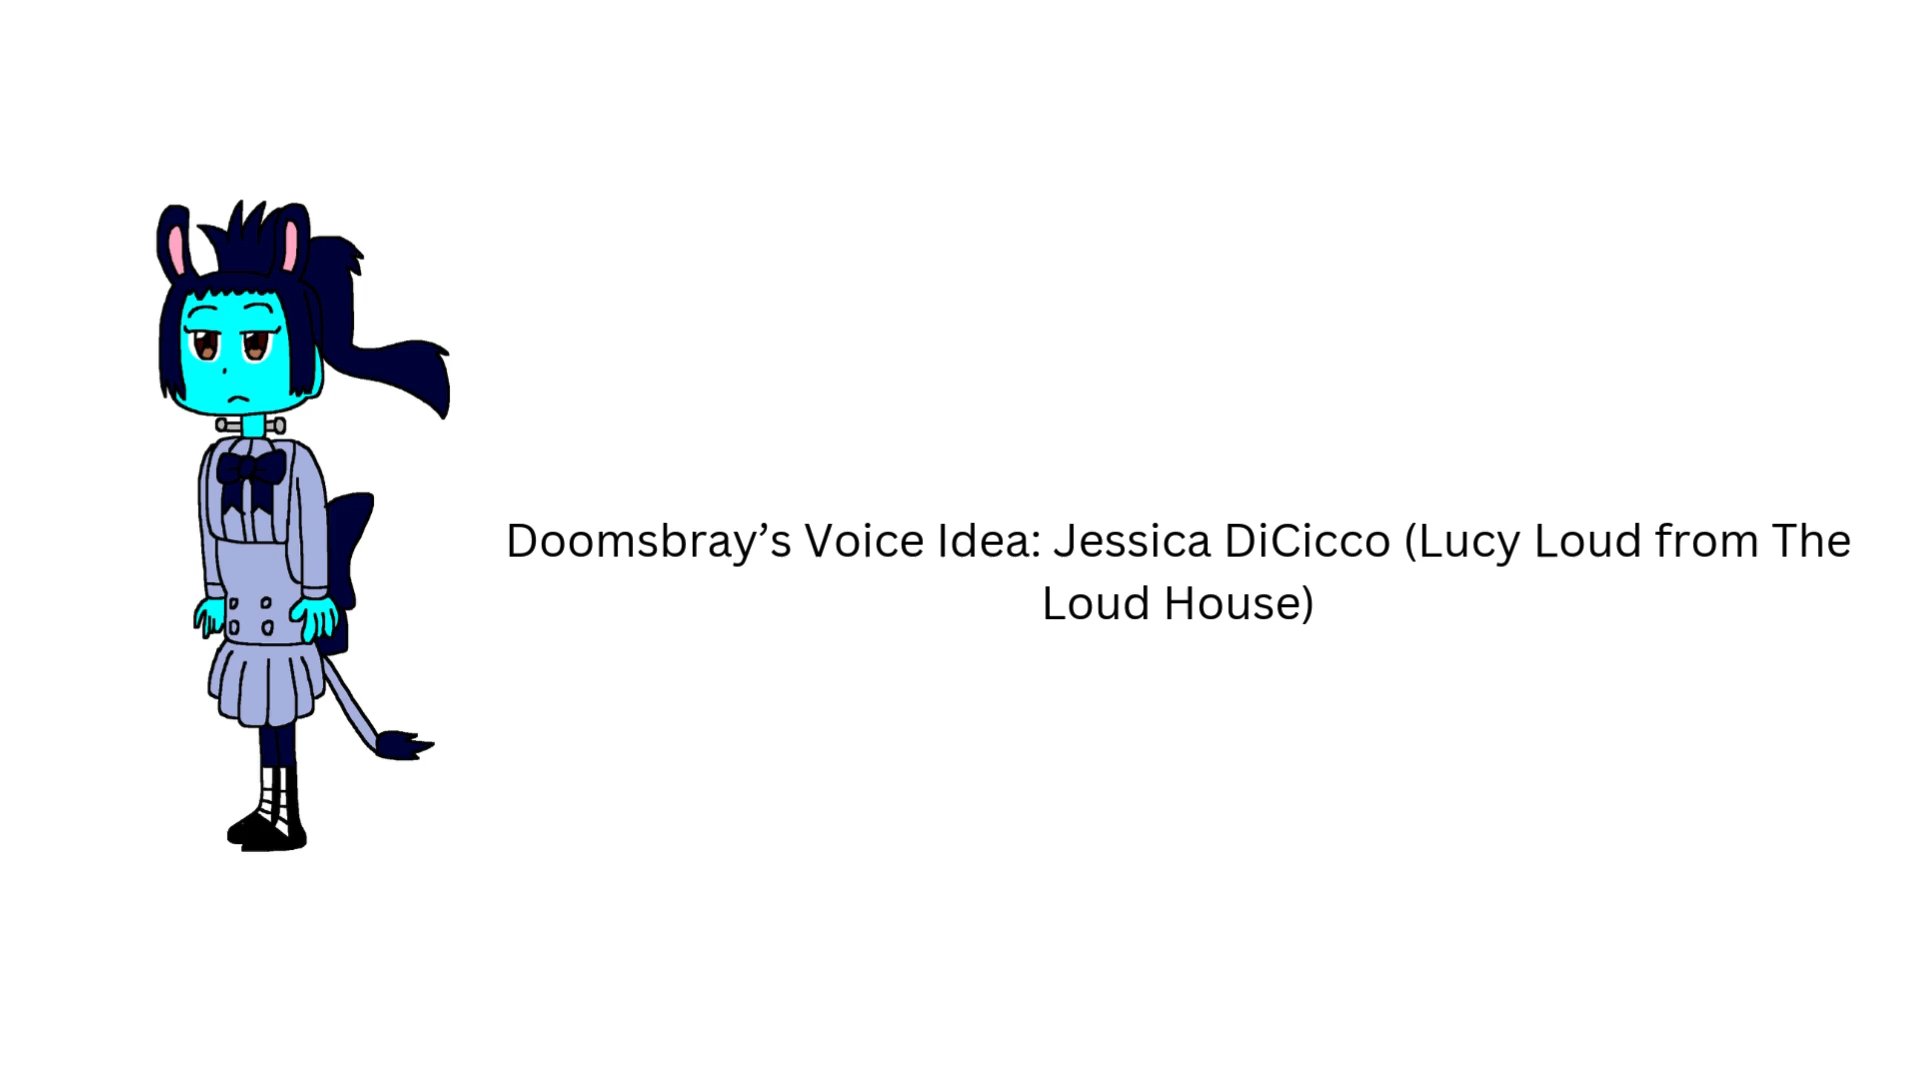 Doomsbray’s Voice Idea: Jessica DiCicco (Lucy Loud from The
Loud House)